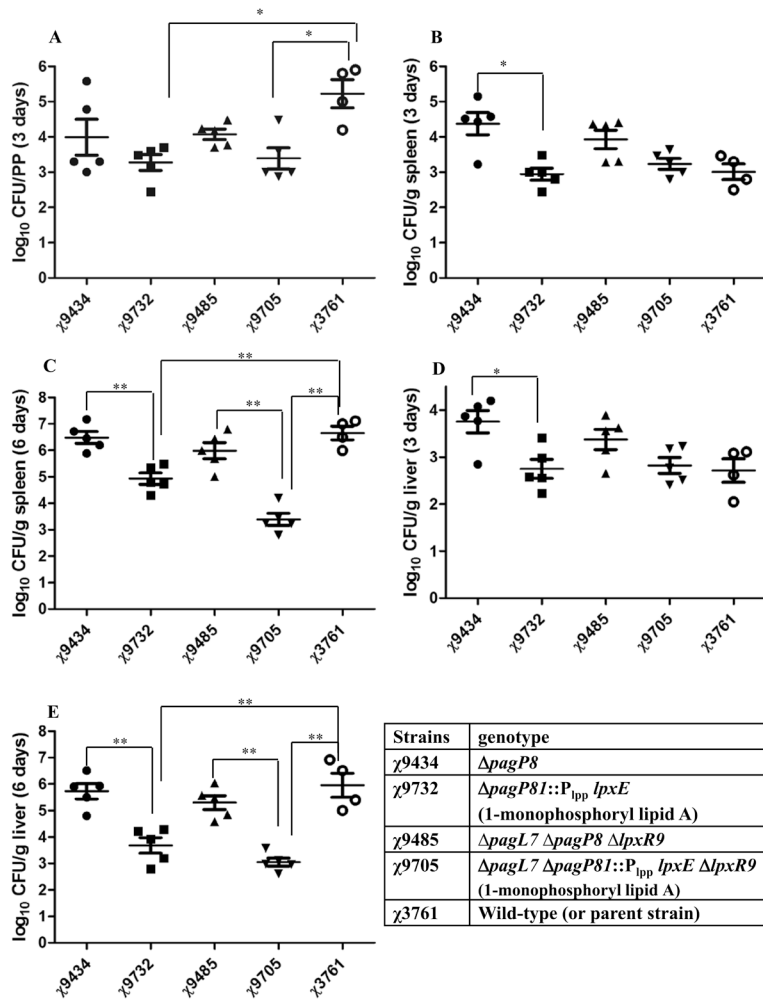 A
*
*
log10 CFU/PP (3 days)
6
5
4
3
2
1
0
χ9434
χ9732
χ9485
χ9705
χ3761
B
*
log10 CFU/g spleen (3 days)
6
5
4
3
2
1
0
χ9434
χ9732
χ9485
χ9705
χ3761
C
**
**
**
**
log10 CFU/g spleen (6 days)
8
7
6
5
4
3
2
1
0
χ9434
χ9732
χ9485
χ9705
χ3761
D
*
log10 CFU/g liver (3 days)
4
3
2
1
0
χ9434
χ9732
χ9485
χ9705
χ3761
E
**
**
**
**
log10 CFU/g liver (6 days)
8
7
6
5
4
3
2
1
0
χ9434
χ9732
χ9485
χ9705
χ3761
Strains genotype
χ9434 ΔpagP8
χ9732 ΔpagP81::Plpp lpxE
(1-monophosphoryl lipid A)
χ9485 ΔpagL7 ΔpagP8 ΔlpxR9
χ9705 ΔpagL7 ΔpagP81::Plpp lpxE ΔlpxR9
(1-monophosphoryl lipid A)
χ3761 Wild-type (or parent strain)